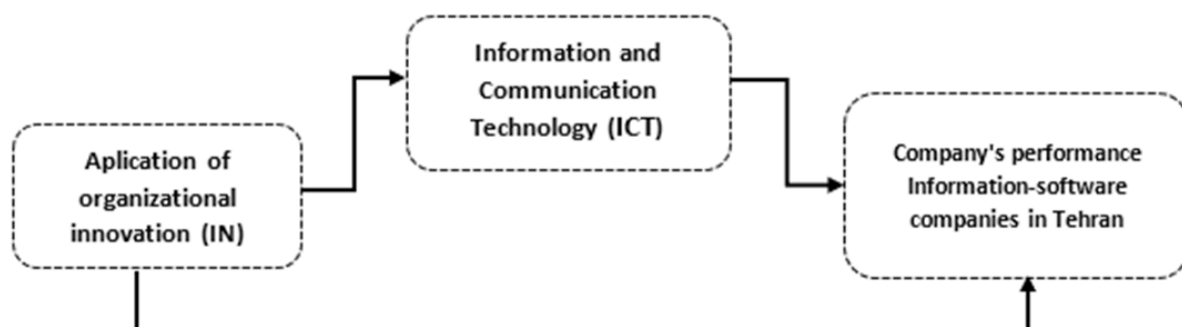 Information and
Communication
Technology (ICT)
Aplication of
organizational
innovation (IN)
Company's performance
Information-software
companies in Tehran